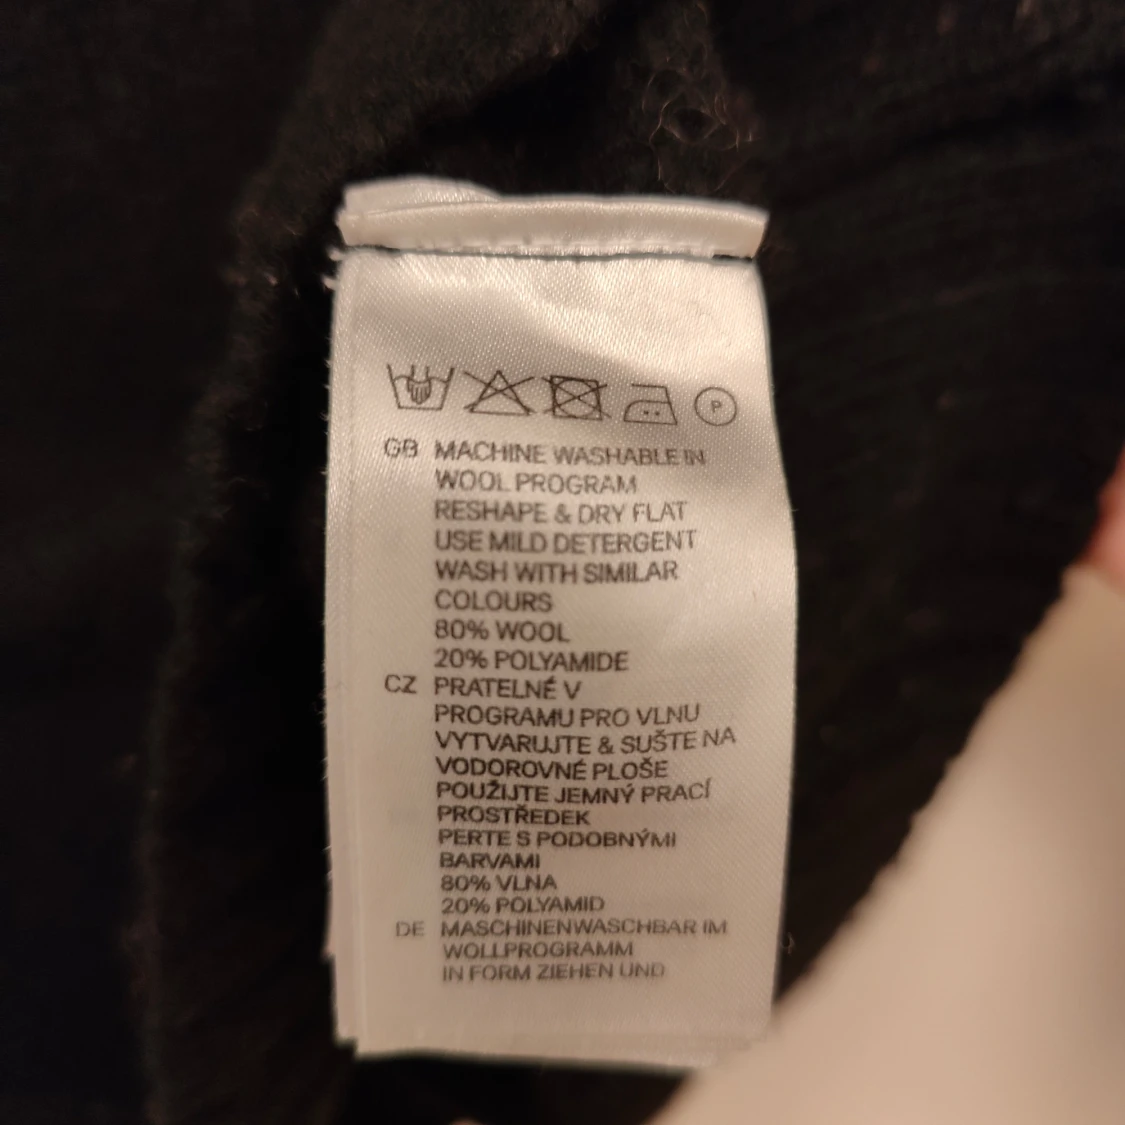 P
GB MACHINE WASHABLE IN
WOOL PROGRAM
RESHAPE & DRY FLAT
USE MILD DETERGENT
WASH WITH SIMILAR
COLOURS
80% WOOL
20% POLYAMIDE
CZ PRATELNÉ V
PROGRAMU PRO VLNU
VYTVARUJTE & SUŠTE NA
VODOROVNÉ PLOŠE
POUŽIJTE JEMNÝ PRACÍ
PROSTŘEDEK
PERTE S PODOBNÝMI
BARVAMI
80% VLNA
20% POLYAMID
DE MASCHINENWASCHBAR IM
WOLLPROGRAMM
IN FORM ZIEHEN UND